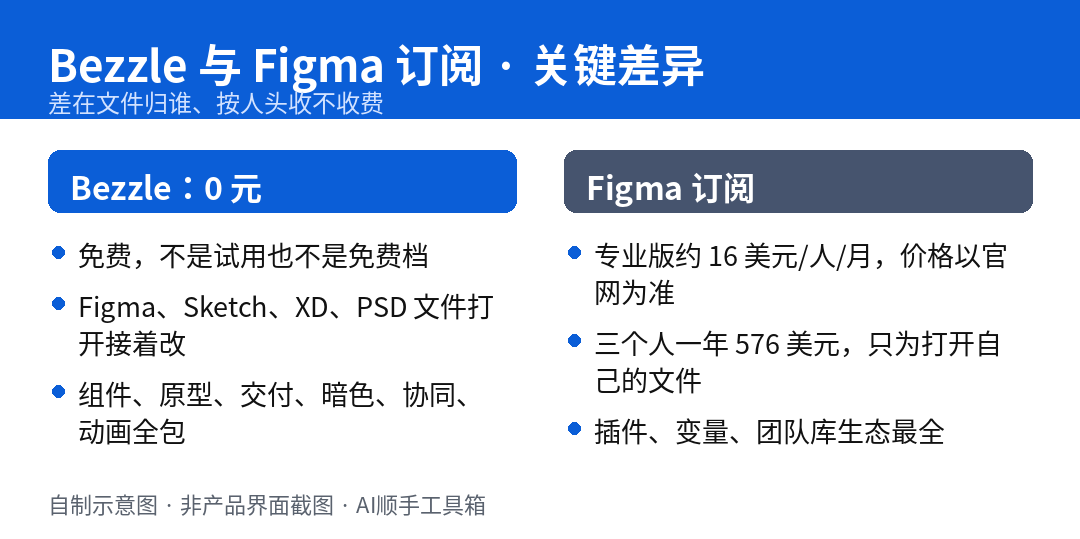 Bezzle 与 Figma 订阅 · 关键差异
差在文件归谁、按人头收不收费
Bezzle：0 元
免费，不是试用也不是免费档
Figma、Sketch、XD、PSD 文件打
开接着改
组件、原型、交付、暗色、协同、
动画全包
Figma 订阅
专业版约 16 美元/人/月，价格以官
网为准
三个人一年 576 美元，只为打开自
己的文件
插件、变量、团队库生态最全
自制示意图 · 非产品界面截图 · AI顺手工具箱